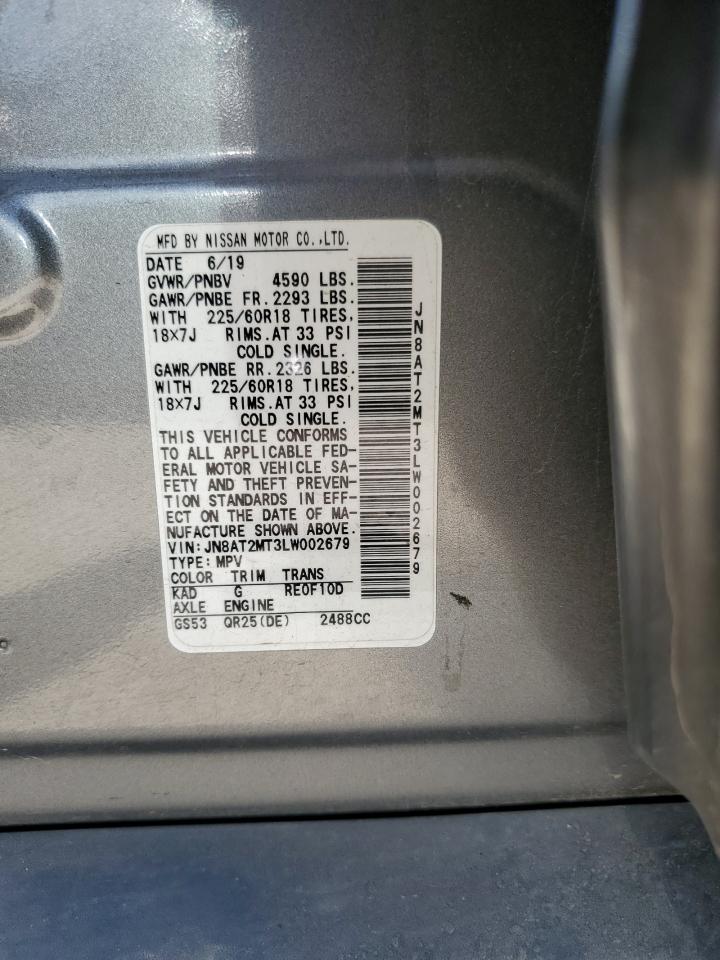 MFD BY NISSAN MOTOR CO.,LTD.
DATE 6/19
GVWR/PNBV 4590 LBS.
GAWR/PNBE FR. 2293 LBS.
WITH 225/60R18 TIRES,
18X7J RIMS.AT 33 PSI
COLD SINGLE.
GAWR/PNBE RR. 2326 LBS.
WITH 225/60R18 TIRES,
18X7J RIMS.AT 33 PSI
COLD SINGLE.
THIS VEHICLE CONFORMS
TO ALL APPLICABLE FED-
ERAL MOTOR VEHICLE SA-
FETY AND THEFT PREVEN-
TION STANDARDS IN EFF-
ECT ON THE DATE OF MA-
NUFACTURE SHOWN ABOVE.
VIN:JN8AT2MT3LW002679
TYPE:MPV
COLOR TRIM TRANS
KAD G RE0F10D
AXLE ENGINE
GS53 QR25(DE) 2488CC
JN8AT2MT3LW002679